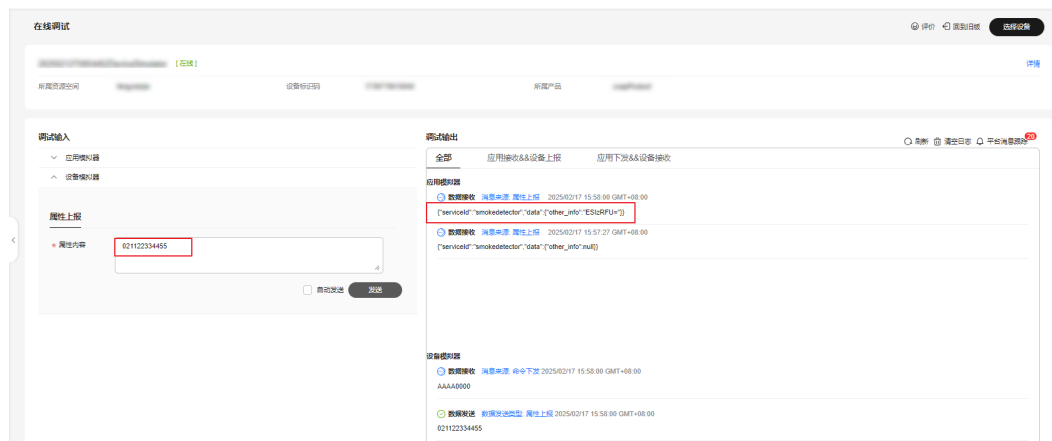 在线调试
评价 回到旧版 选择设备
[在线]
详情
所属资源空间 设备标识码 所属产品
调试输入
应用模拟器
设备模拟器
属性上报
* 属性内容 021122334455
自动发送 发送
调试输出
刷新 清空日志 平台消息跟踪 20
全部 应用接收&&设备上报 应用下发&&设备接收
应用模拟器
数据接收 消息来源: 属性上报 2025/02/17 15:58:00 GMT+08:00
{"serviceId":"smokedetector","data":{"other_info":"ESIzRFU="}}
数据接收 消息来源: 属性上报 2025/02/17 15:57:27 GMT+08:00
{"serviceId":"smokedetector","data":{"other_info":null}}
设备模拟器
数据接收 消息来源: 命令下发 2025/02/17 15:58:00 GMT+08:00
AAAA0000
数据发送 数据发送类型: 属性上报 2025/02/17 15:58:00 GMT+08:00
021122334455